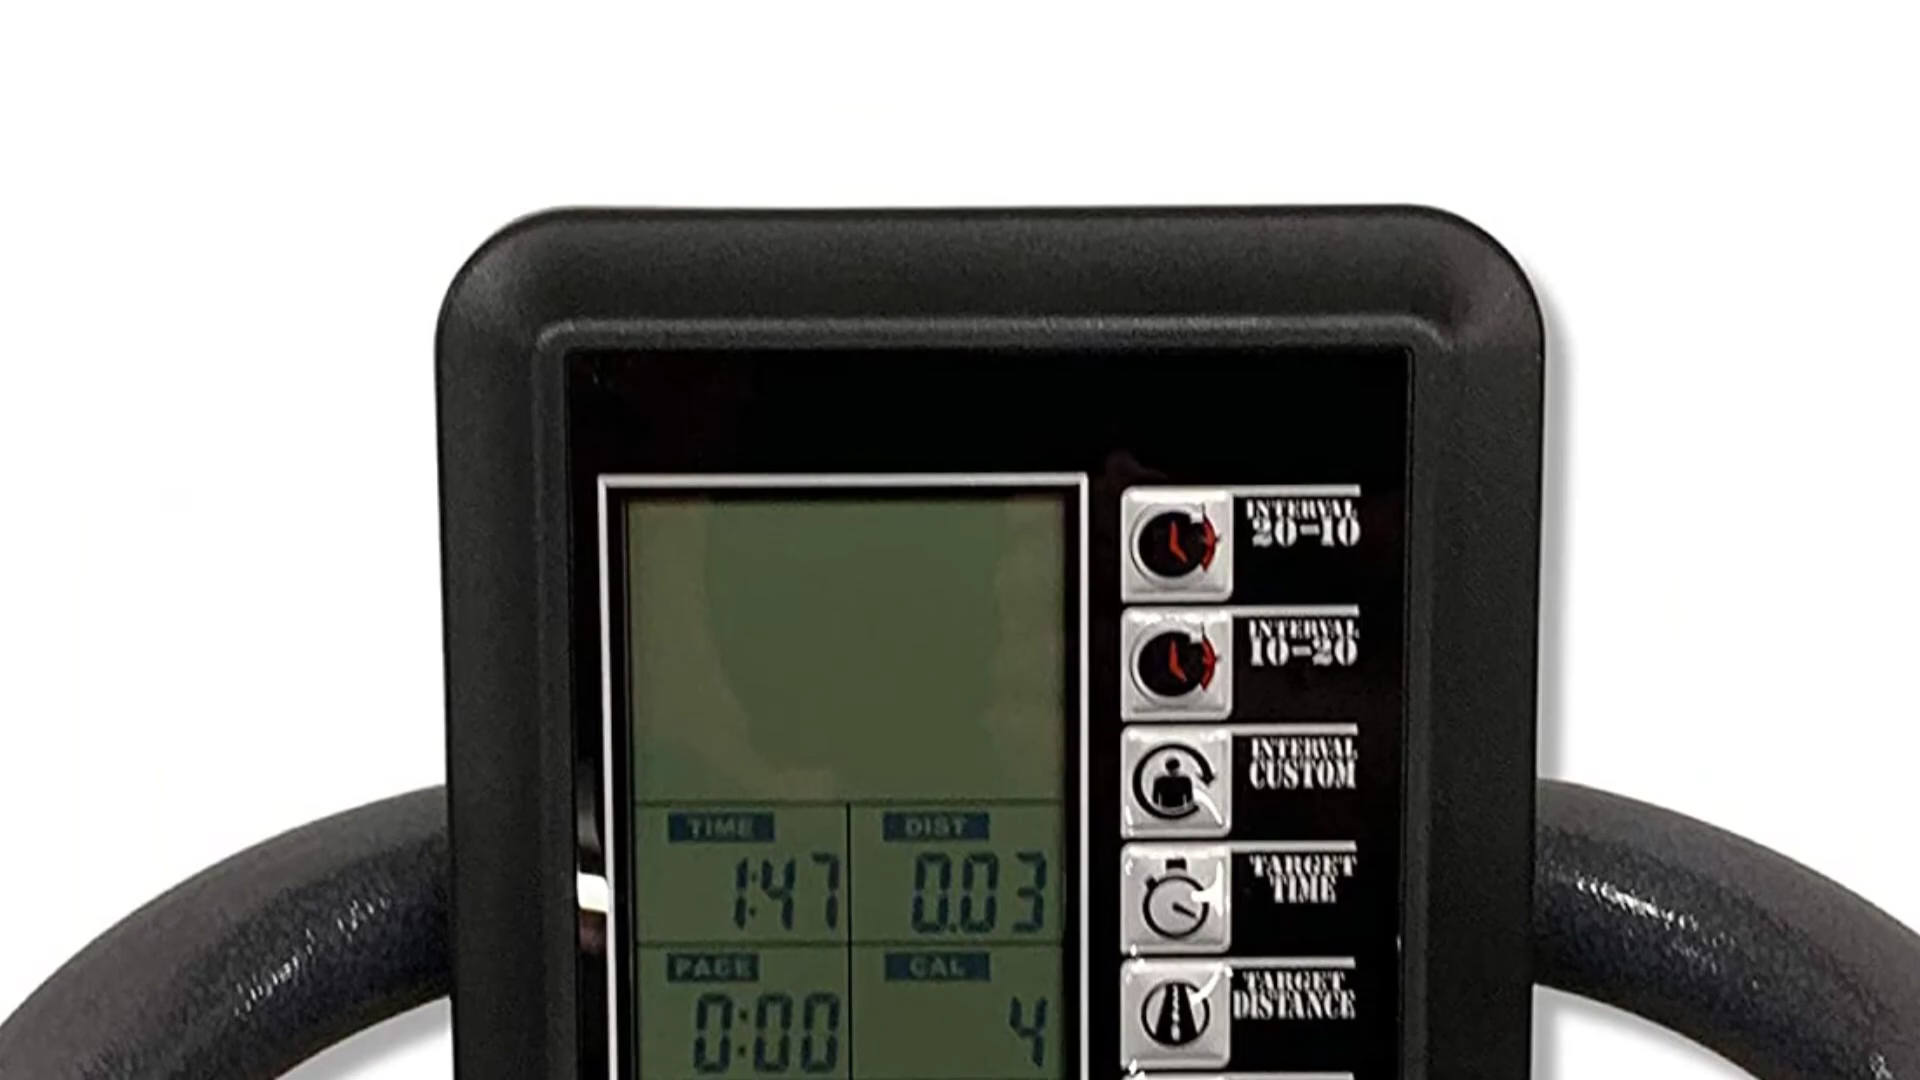 INTERVAL
20-10
INTERVAL
10-20
INTERVAL
CUSTOM
TIME DIST
1:47 0.03
TARGET
TIME
PACE CAL
0:00 4
TARGET
DISTANCE